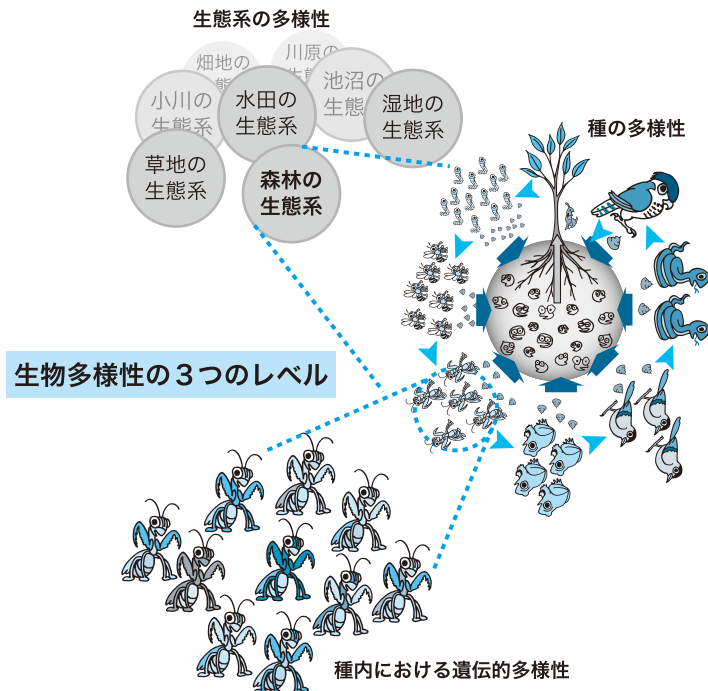 生態系の多様性
畑地の
川原の
小川の
生態系
水田の
生態系
池沼の
生態
湿地の
生態系
草地の
生態系
森林の
生態系
種の多様性
生物多様性の３つのレベル
種内における遺伝的多様性